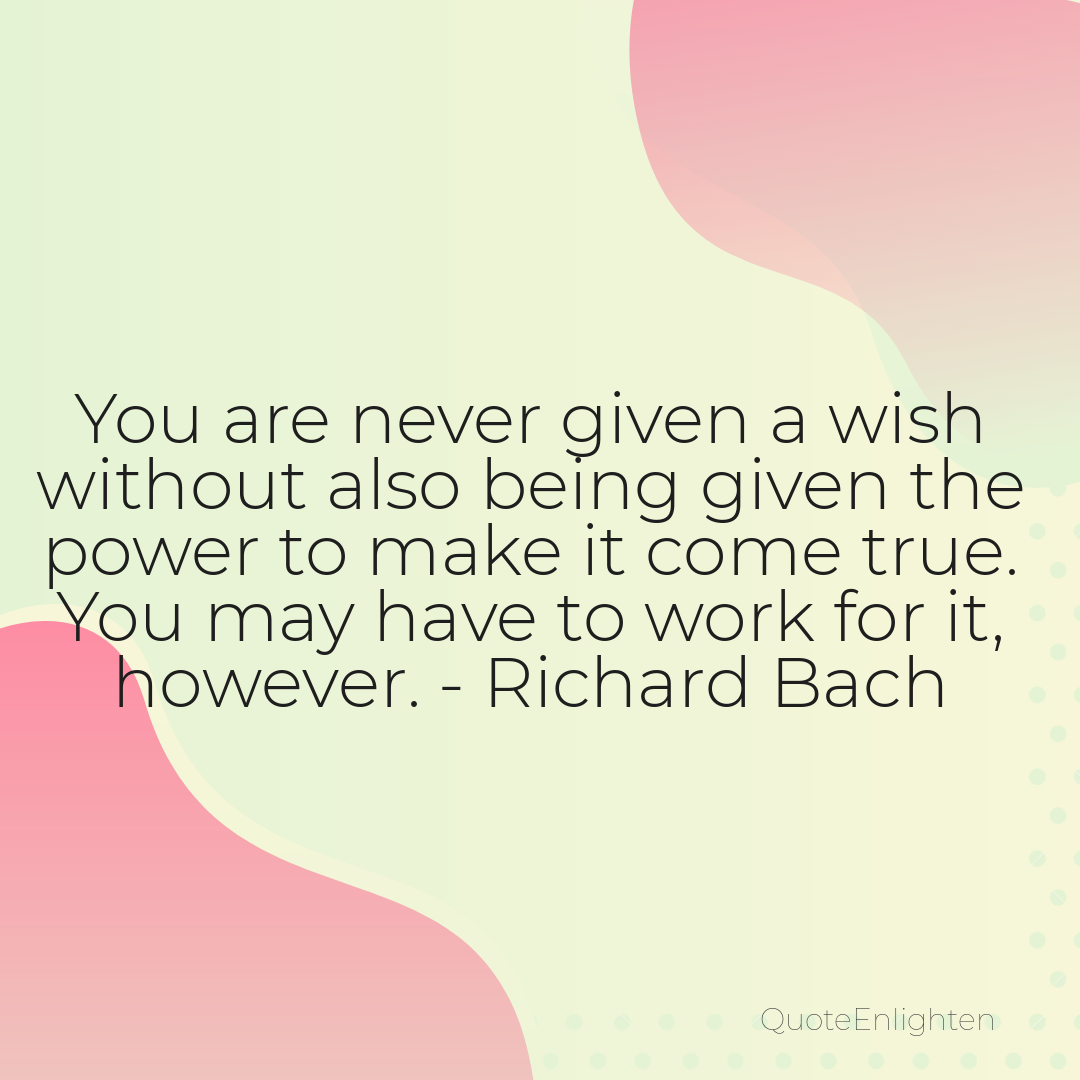 You are never given a wish
without also being given the
power to make it come true.
You may have to work for it,
however. - Richard Bach
QuoteEnlighten